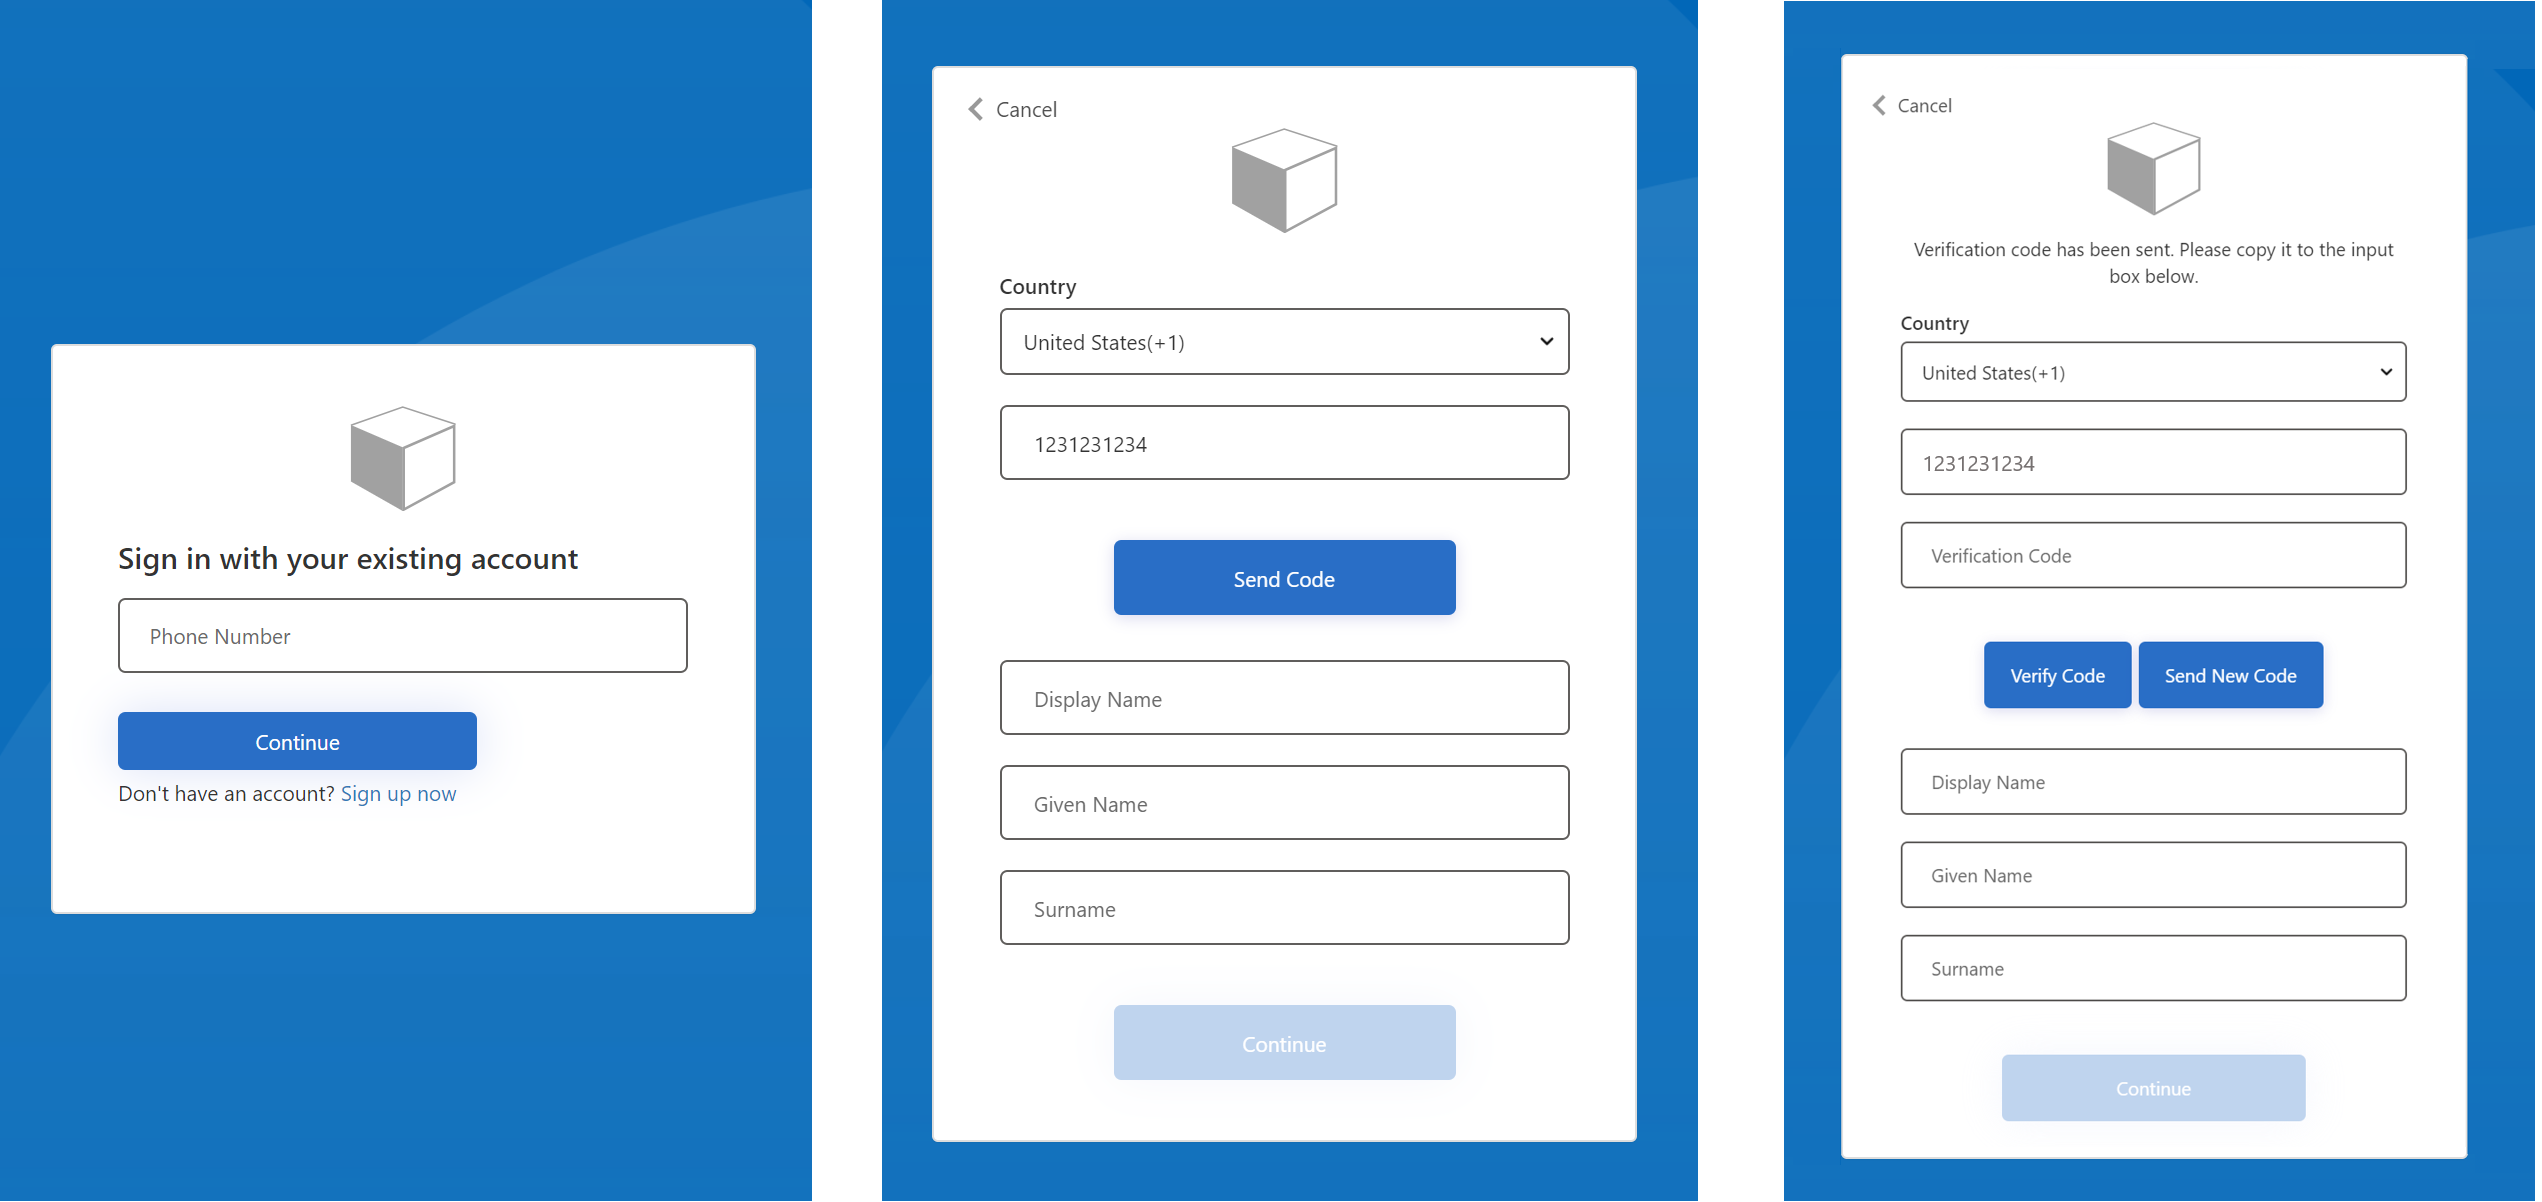 Sign in with your existing account
Phone Number
Continue
Don't have an account? Sign up now
Cancel
Country
United States(+1)
1231231234
Send Code
Display Name
Given Name
Surname
Continue
Cancel
Verification code has been sent. Please copy it to the input
box below.
Country
United States(+1)
1231231234
Verification Code
Verify Code
Send New Code
Display Name
Given Name
Surname
Continue